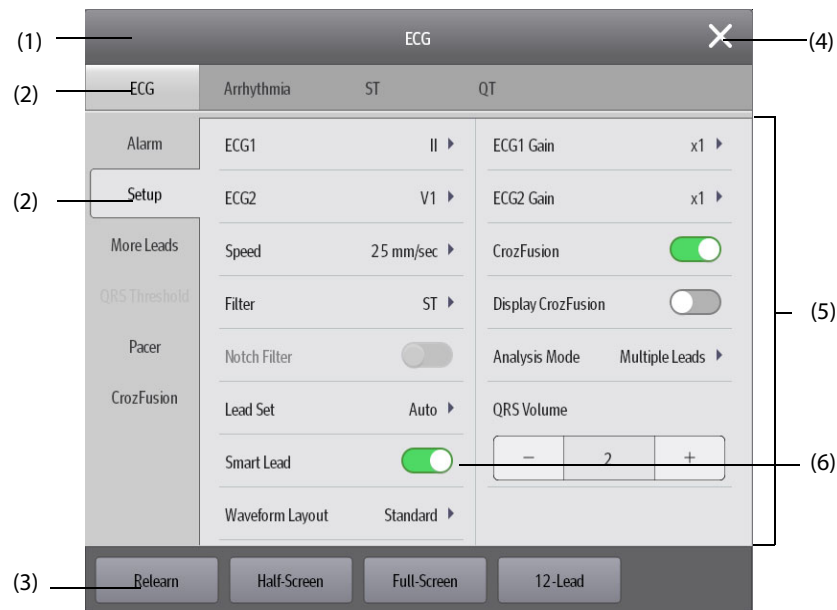 (1)
ECG
(4)
(2)
ECG
Arrhythmia
ST
QT
Alarm
ECG1
II
ECG1 Gain
x1
(2)
Setup
ECG2
V1
ECG2 Gain
x1
More Leads
Speed
25 mm/sec
CrozFusion
QRS Threshold
Filter
ST
Display CrozFusion
(5)
Pacer
Notch Filter
Analysis Mode
Multiple Leads
CrozFusion
Lead Set
Auto
QRS Volume
Smart Lead
−
2
+
(6)
Waveform Layout
Standard
(3)
Relearn
Half-Screen
Full-Screen
12-Lead